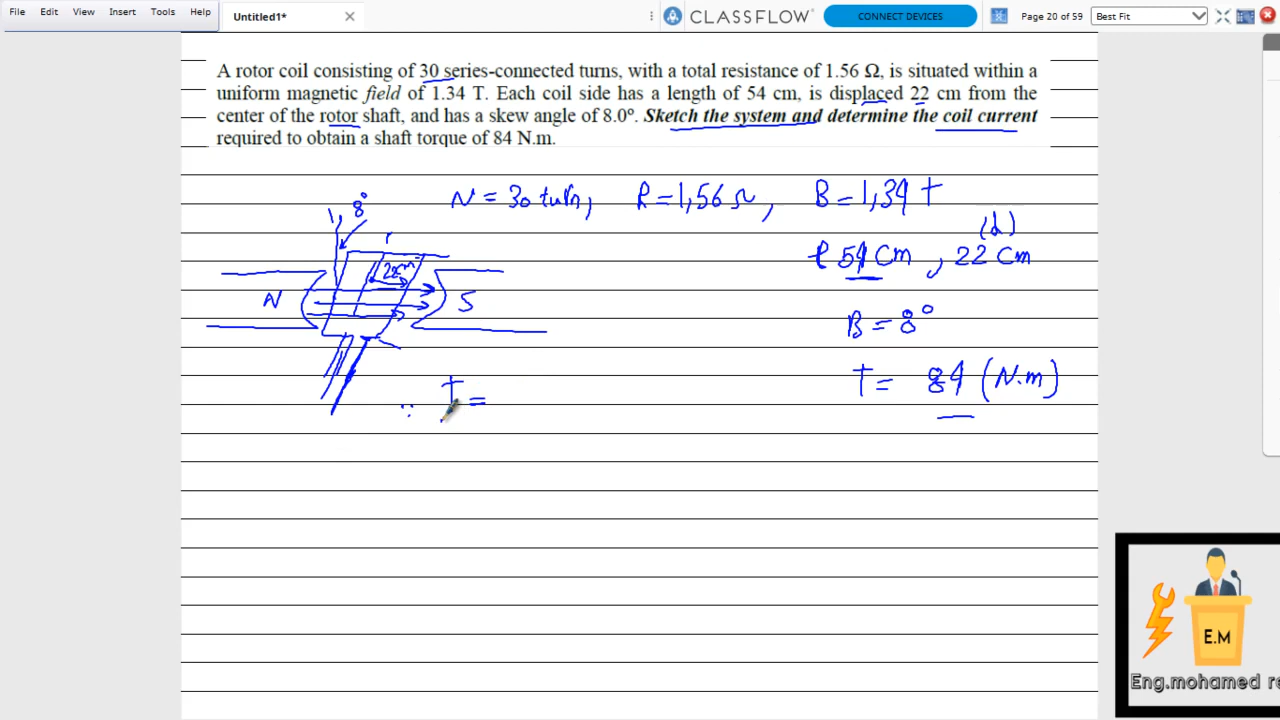 File Edit View Insert Tools Help
Untitled1*
CLASSFLOW
CONNECT DEVICES
Page 20 of 59
Best Fit
A rotor coil consisting of 30 series-connected turns, with a total resistance of 1.56 Ω, is situated within a
uniform magnetic field of 1.34 T. Each coil side has a length of 54 cm, is displaced 22 cm from the
center of the rotor shaft, and has a skew angle of 8.0°. Sketch the system and determine the coil current
required to obtain a shaft torque of 84 N.m.
N = 30 turn, R = 1,56 Ω, B = 1,34 T
8°
(d)
ℓ 54 Cm, 22 Cm
22cm
N S
B = 8°
T = 84 (N.m)
∵ T =
E.M
Eng.mohamed re